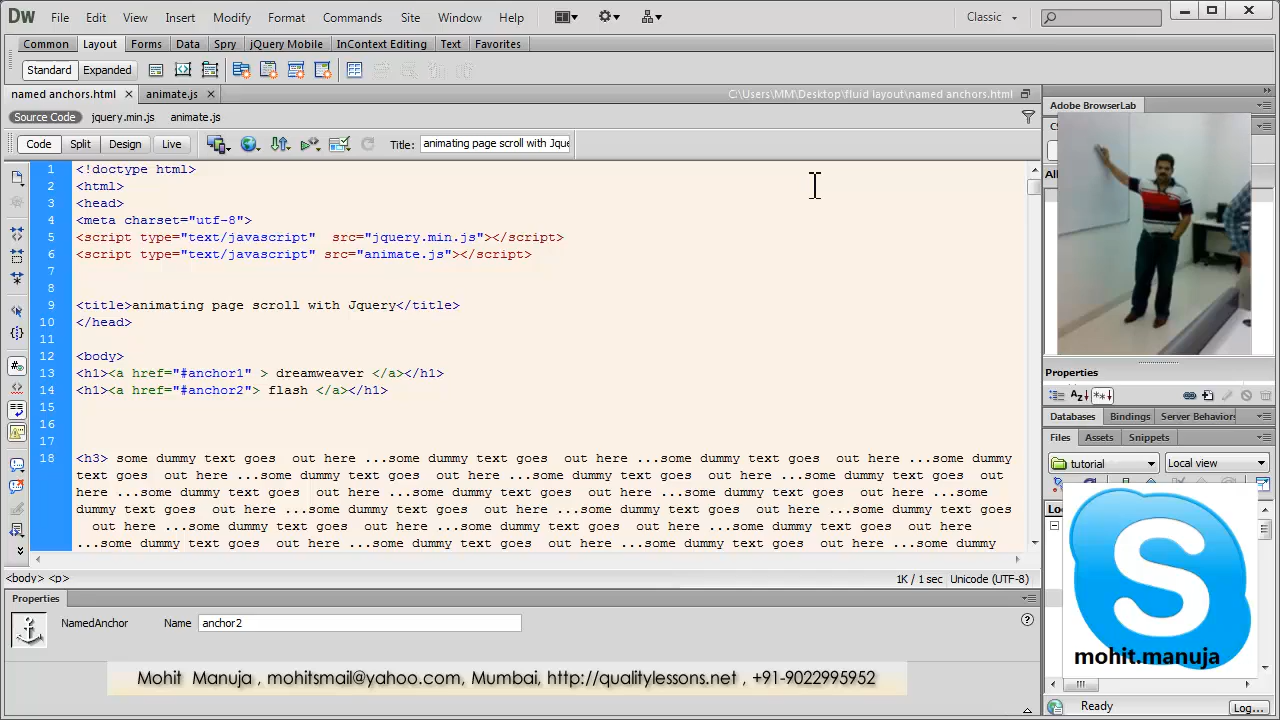 Dw File Edit View Insert Modify Format Commands Site Window Help Classic
Common Layout Forms Data Spry jQuery Mobile InContext Editing Text Favorites
Standard Expanded
named anchors.html animate.js C:\Users\MM\Desktop\fluid layout\named anchors.html
Source Code jquery.min.js animate.js
Code Split Design Live Title: animating page scroll with Jque
1 <!doctype html>
2 <html>
3 <head>
4 <meta charset="utf-8">
5 <script type="text/javascript"  src="jquery.min.js"></script>
6 <script type="text/javascript" src="animate.js"></script>
7
8
9 <title>animating page scroll with Jquery</title>
10 </head>
11
12 <body>
13 <h1><a href="#anchor1" > dreamweaver </a></h1>
14 <h1><a href="#anchor2"> flash </a></h1>
15
16
17
18 <h3> some dummy text goes  out here ...some dummy text goes  out here ...some dummy text goes  out here ...some dummy
text goes  out here ...some dummy text goes  out here ...some dummy text goes  out here ...some dummy text goes  out
here ...some dummy text goes  out here ...some dummy text goes  out here ...some dummy text goes  out here ...some
dummy text goes  out here ...some dummy text goes  out here ...some dummy text goes  out here ...some dummy text goes
out here ...some dummy text goes  out here ...some dummy text goes  out here ...some dummy text goes  out here
...some dummy text goes  out here ...some dummy text goes  out here ...some dummy text goes  out here ...some dummy
<body> <p> 1K / 1 sec Unicode (UTF-8)
Properties
NamedAnchor Name anchor2
Mohit Manuja , mohitsmail@yahoo.com, Mumbai, http://qualitylessons.net , +91-9022995952
Adobe BrowserLab
Properties
Az
Databases Bindings Server Behaviors
Files Assets Snippets
tutorial Local view
S
mohit.manuja
Ready Log...